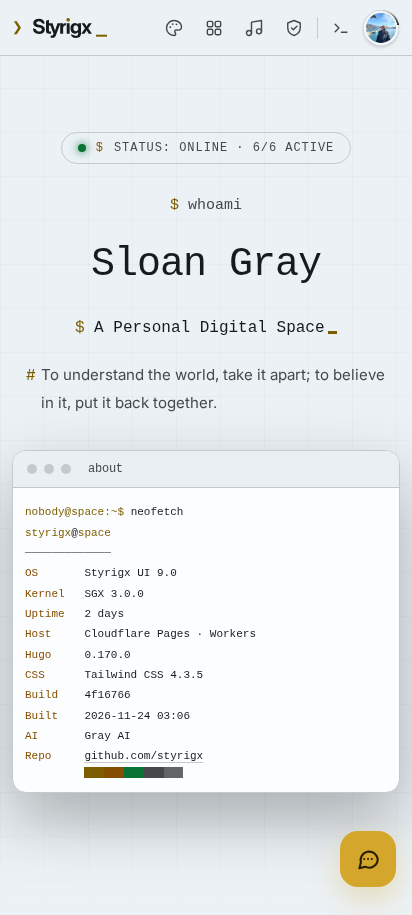 ❯ Styrigx _
$ STATUS: ONLINE · 6/6 ACTIVE
$ whoami
Sloan Gray
$ A Personal Digital Space
# To understand the world, take it apart; to believe
in it, put it back together.
about
nobody@space:~$ neofetch
styrigx@space
─────────────
OS Styrigx UI 9.0
Kernel SGX 3.0.0
Uptime 2 days
Host Cloudflare Pages · Workers
Hugo 0.170.0
CSS Tailwind CSS 4.3.5
Build 4f16766
Built 2026-11-24 03:06
AI Gray AI
Repo github.com/styrigx